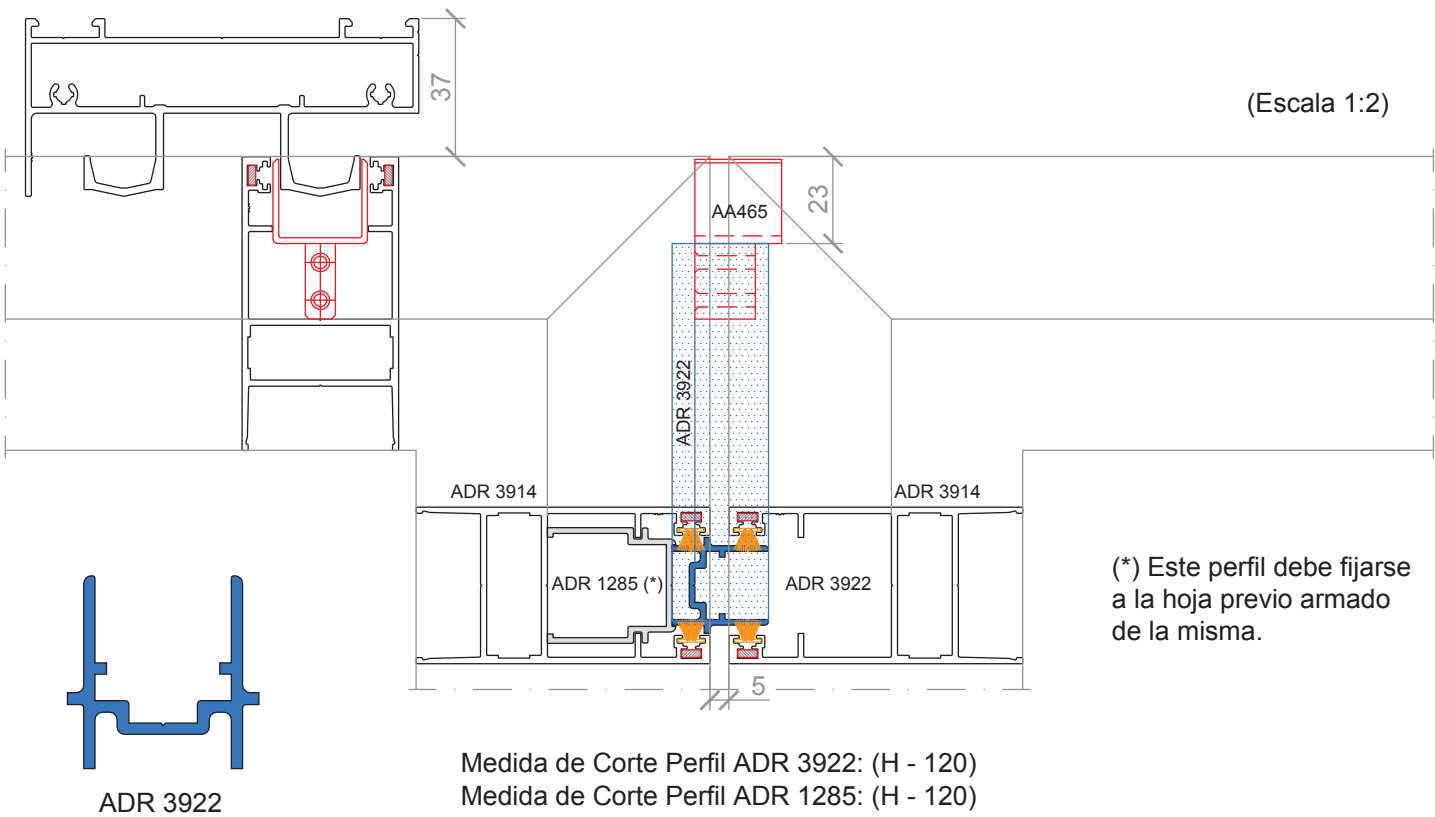 37
(Escala 1:2)
AA465
23
ADR 3922
ADR 3914
ADR 3914
ADR 1285 (*)
ADR 3922
(*) Este perfil debe fijarse
a la hoja previo armado
de la misma.
5
Medida de Corte Perfil ADR 3922: (H - 120)
Medida de Corte Perfil ADR 1285: (H - 120)
ADR 3922